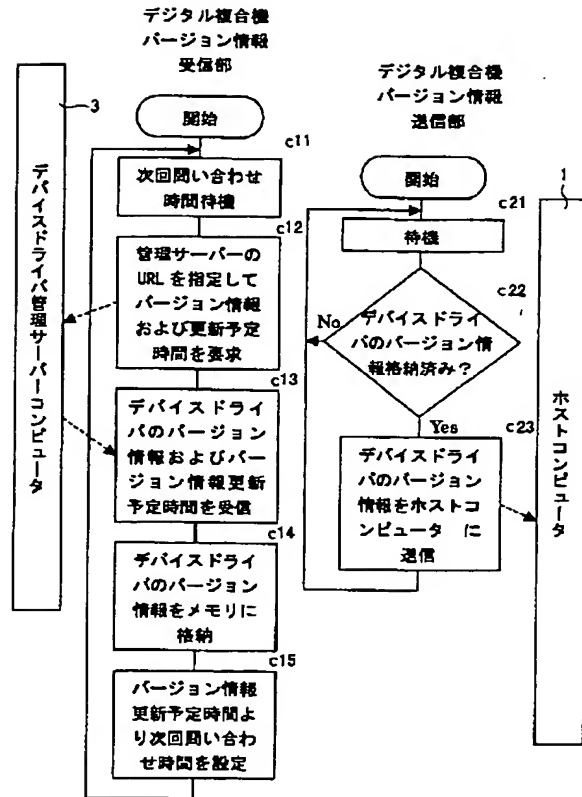 デジタル複合機
バージョン情報
受信部
3
開始
c11
次回問い合わせ
時間待機
c12
管理サーバーの
URLを指定して
バージョン情報
および更新予定
時間を要求
c13
デバイスドライ
バのバージョン
情報およびバー
ジョン情報更新
予定時間を受信
c14
デバイスドライ
バのバージョン
情報をメモリに
格納
c15
バージョン情報
更新予定時間よ
り次回問い合わ
せ時間を設定
デバイスドライバ管理サーバーコンピュータ
デジタル複合機
バージョン情報
送信部
1
開始
c21
待機
c22
No
デバイスドライ
バのバージョン情
報格納済み？
Yes
c23
デバイスドライ
バのバージョン
情報をホストコ
ンピュータ に
送信
ホストコンピュータ